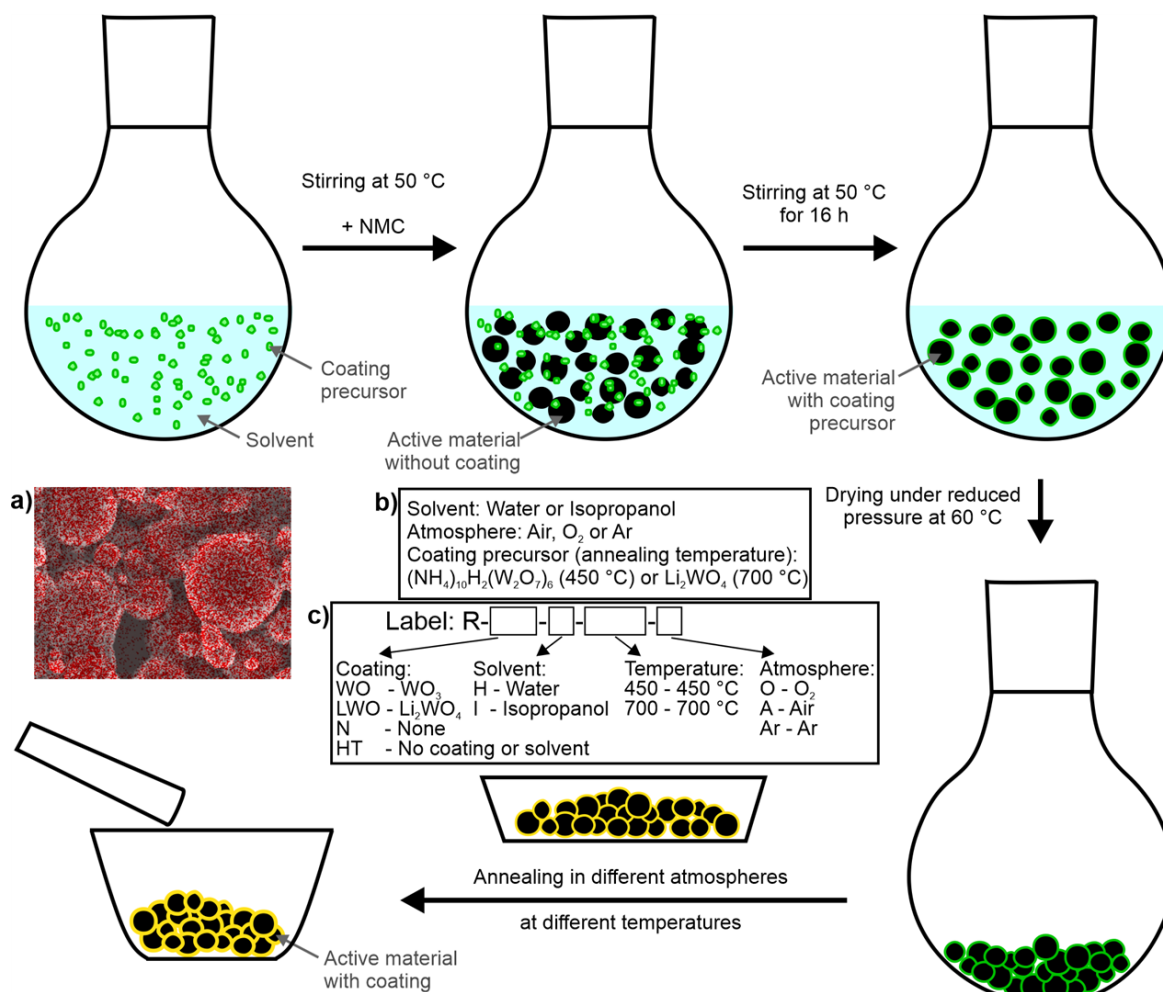 Stirring at 50 °C
+ NMC
Stirring at 50 °C
for 16 h
Coating
precursor
Solvent
Active material
without coating
Active material
with coating
precursor
a)
b)
Solvent: Water or Isopropanol
Atmosphere: Air, O₂ or Ar
Coating precursor (annealing temperature):
(NH₄)₁₀H₂(W₂O₇)₆ (450 °C) or Li₂WO₄ (700 °C)
Drying under reduced
pressure at 60 °C
c)
Label: R- - - -
Coating: Solvent: Temperature: Atmosphere:
WO - WO₃ H - Water 450 - 450 °C O - O₂
LWO - Li₂WO₄ I - Isopropanol 700 - 700 °C A - Air
N - None Ar - Ar
HT - No coating or solvent
Annealing in different atmospheres
at different temperatures
Active material
with coating